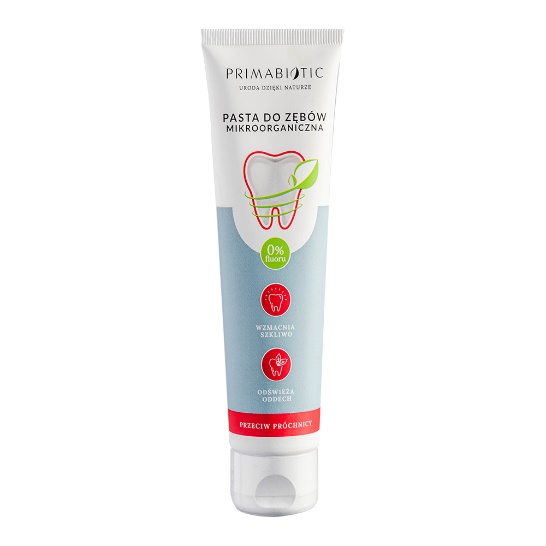 PRIMABIOTIC
URODA DZIĘKI NATURZE
PASTA DO ZĘBÓW
MIKROORGANICZNA
0%
fluoru
WZMACNIA
SZKLIWO
ODŚWIEŻA
ODDECH
PRZECIW PRÓCHNICY